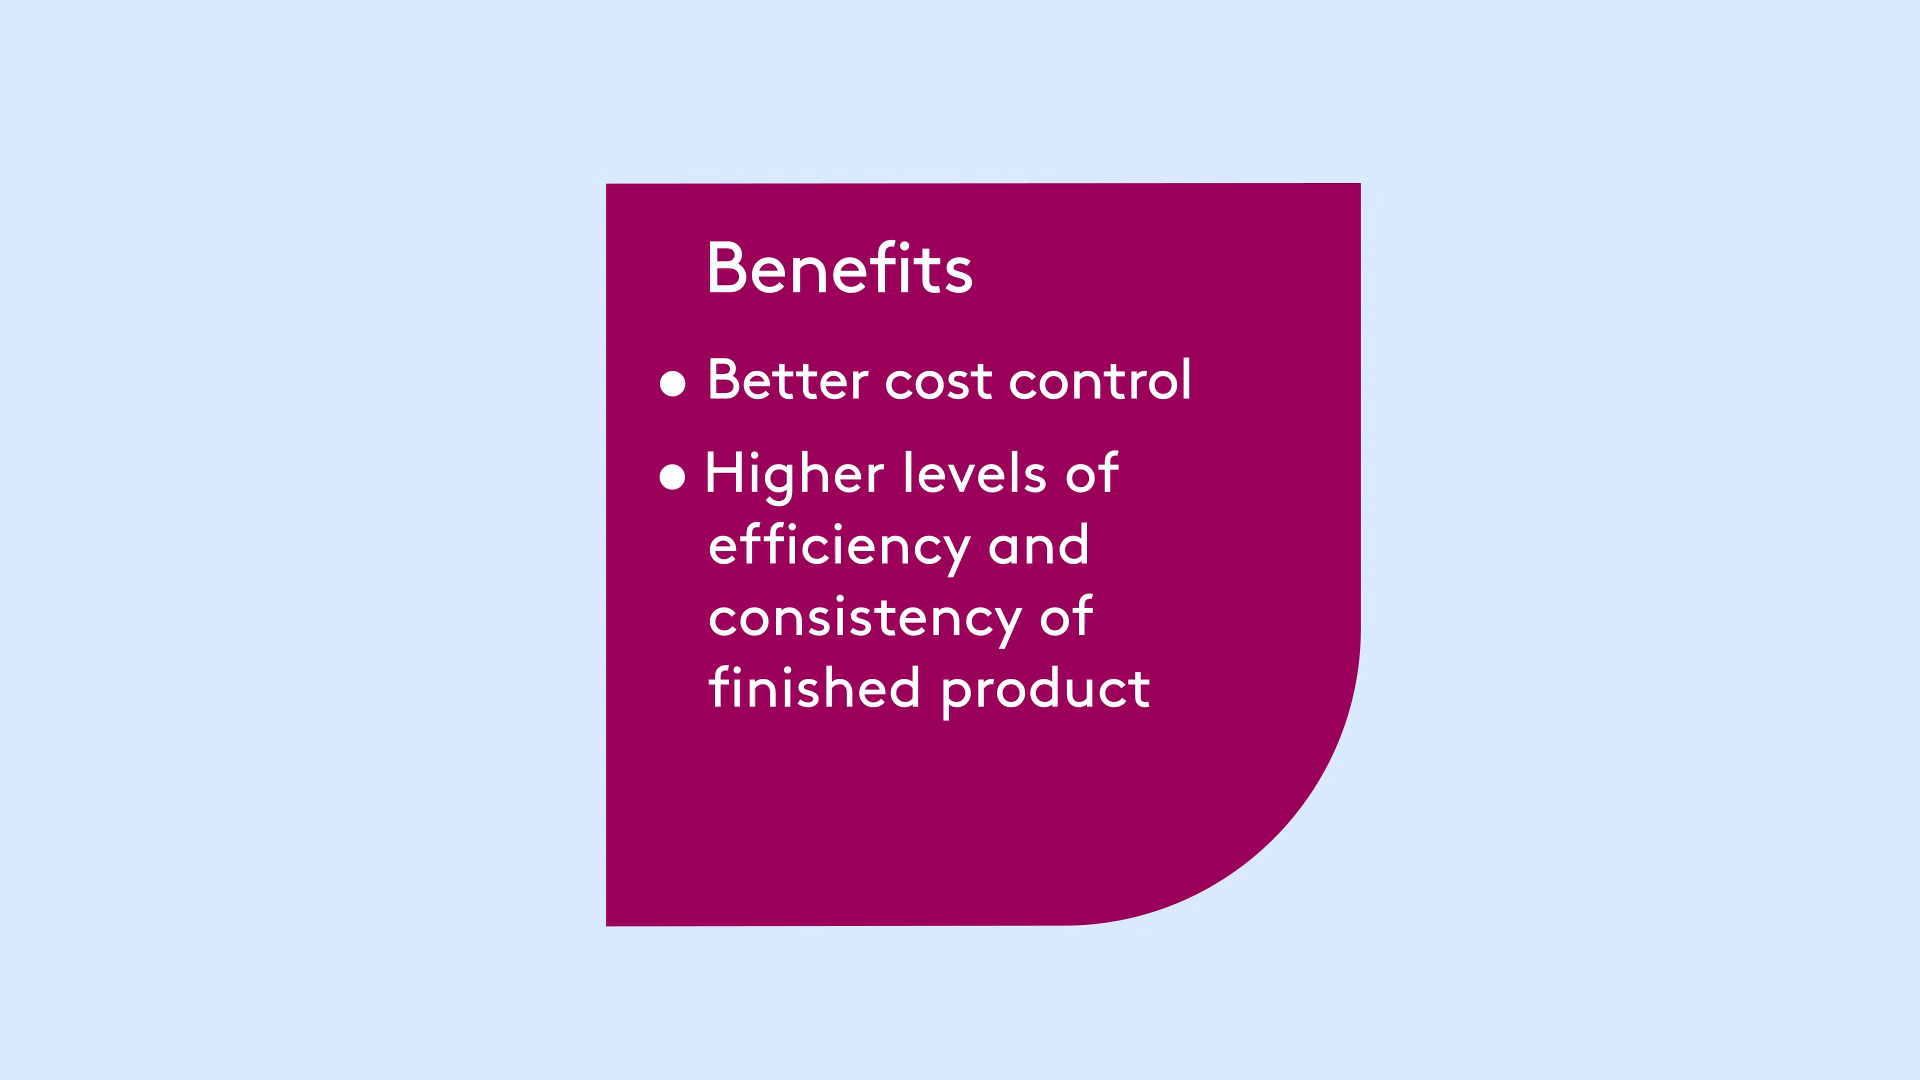 Benefits
● Better cost control
● Higher levels of
efficiency and
consistency of
finished product